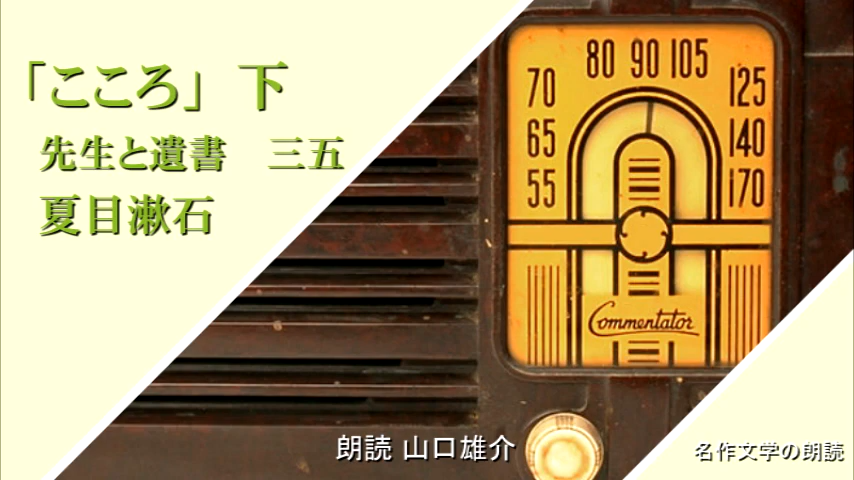 「こころ」 下
先生と遺書 三五
夏目漱石
80 90 105
70 125
65 140
55 170
Commentator
朗読 山口雄介
名作文学の朗読